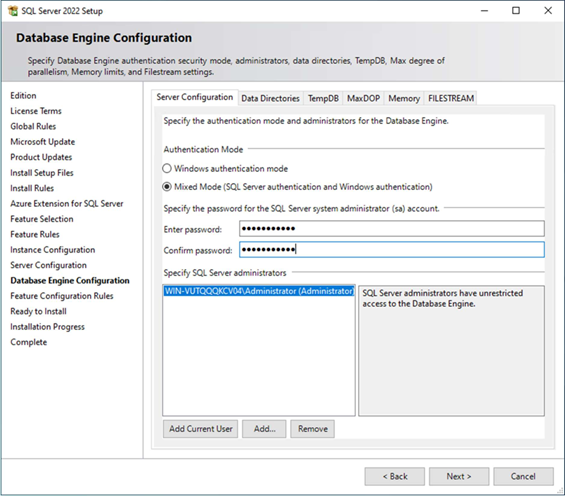 SQL Server 2022 Setup
Database Engine Configuration
Specify Database Engine authentication security mode, administrators, data directories, TempDB, Max degree of
parallelism, Memory limits, and Filestream settings.
Edition
License Terms
Global Rules
Microsoft Update
Product Updates
Install Setup Files
Install Rules
Azure Extension for SQL Server
Feature Selection
Feature Rules
Instance Configuration
Server Configuration
Database Engine Configuration
Feature Configuration Rules
Ready to Install
Installation Progress
Complete
Server Configuration Data Directories TempDB MaxDOP Memory FILESTREAM
Specify the authentication mode and administrators for the Database Engine.
Authentication Mode
Windows authentication mode
Mixed Mode (SQL Server authentication and Windows authentication)
Specify the password for the SQL Server system administrator (sa) account.
Enter password: ●●●●●●●●●●●
Confirm password: ●●●●●●●●●●●
Specify SQL Server administrators
WIN-VUTQQQKCV04\Administrator (Administrator)
SQL Server administrators have unrestricted
access to the Database Engine.
Add Current User Add... Remove
< Back Next > Cancel